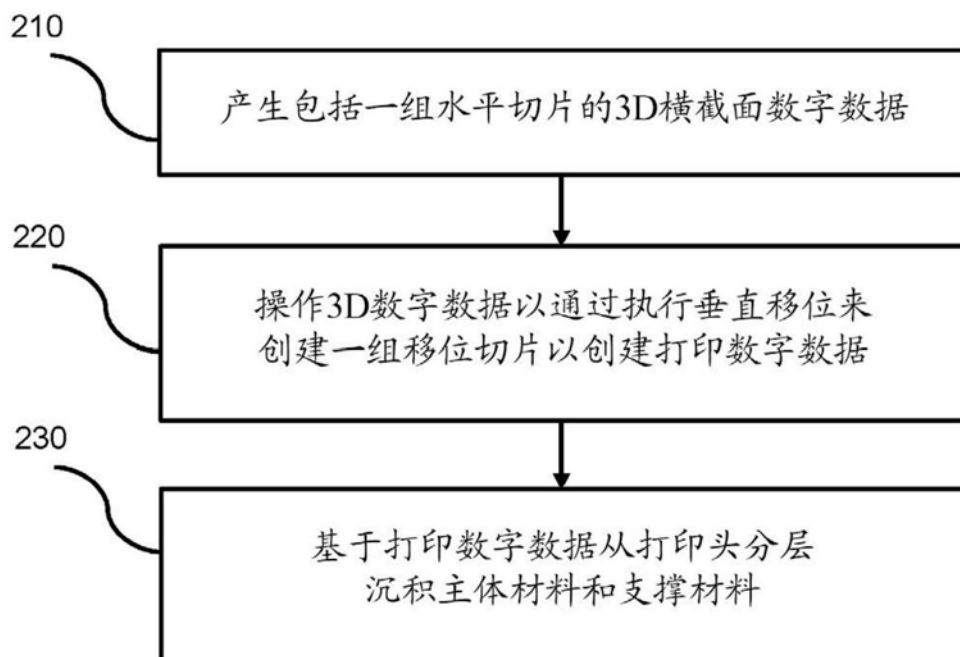 210
产生包括一组水平切片的3D横截面数字数据
220
操作3D数字数据以通过执行垂直移位来
创建一组移位切片以创建打印数字数据
230
基于打印数字数据从打印头分层
沉积主体材料和支撑材料